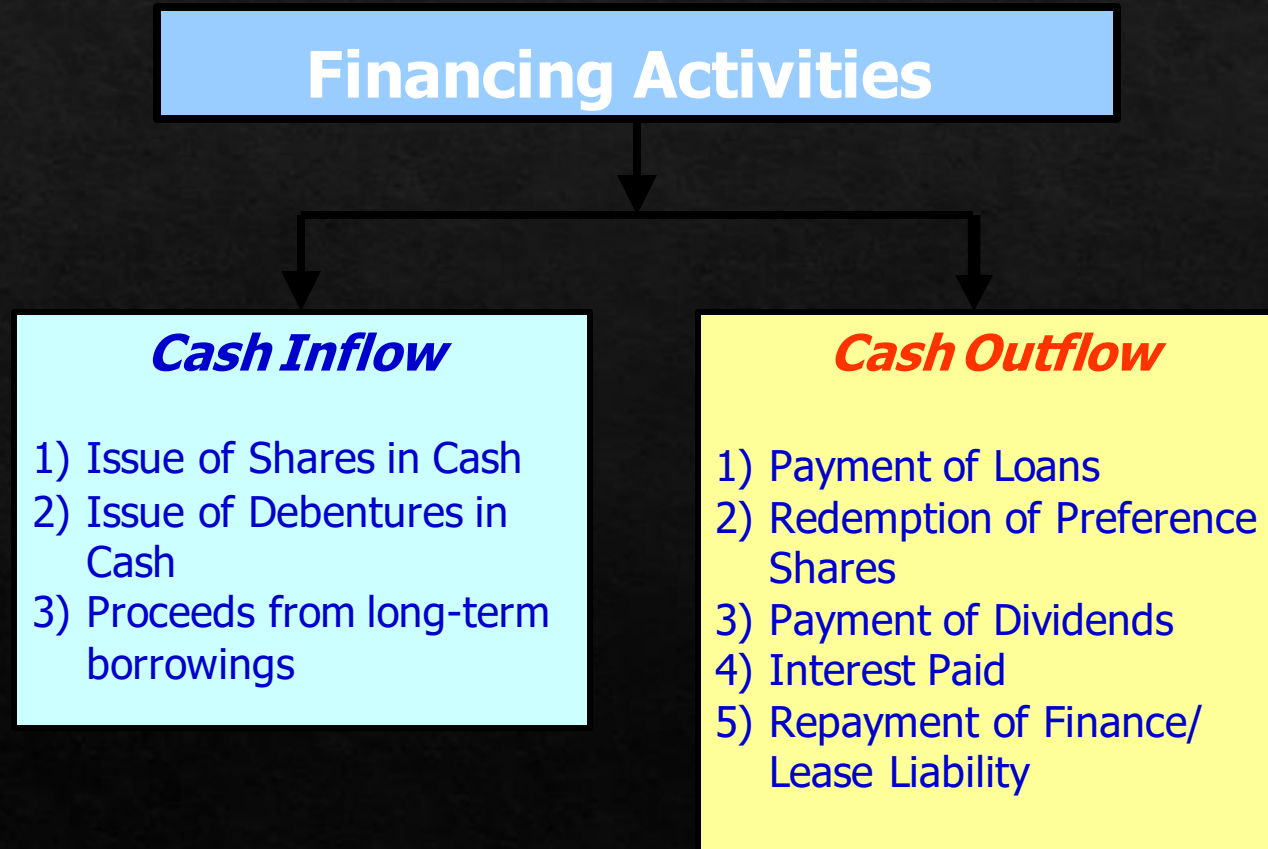 Financing Activities
Cash Inflow
1) Issue of Shares in Cash
2) Issue of Debentures in
Cash
3) Proceeds from long-term
borrowings
Cash Outflow
1) Payment of Loans
2) Redemption of Preference
Shares
3) Payment of Dividends
4) Interest Paid
5) Repayment of Finance/
Lease Liability